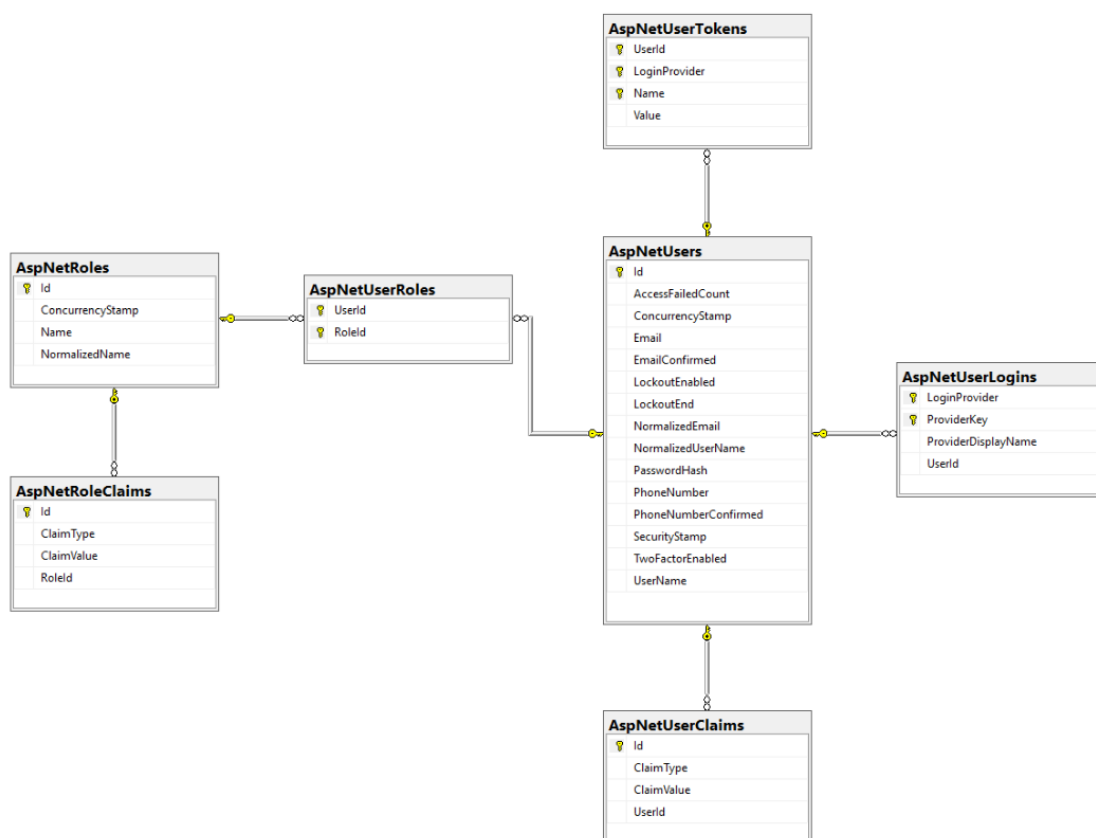 AspNetUserTokens
UserId
LoginProvider
Name
Value
AspNetRoles
Id
ConcurrencyStamp
Name
NormalizedName
AspNetUserRoles
UserId
RoleId
AspNetUsers
Id
AccessFailedCount
ConcurrencyStamp
Email
EmailConfirmed
LockoutEnabled
LockoutEnd
NormalizedEmail
NormalizedUserName
PasswordHash
PhoneNumber
PhoneNumberConfirmed
SecurityStamp
TwoFactorEnabled
UserName
AspNetUserLogins
LoginProvider
ProviderKey
ProviderDisplayName
UserId
AspNetRoleClaims
Id
ClaimType
ClaimValue
RoleId
AspNetUserClaims
Id
ClaimType
ClaimValue
UserId